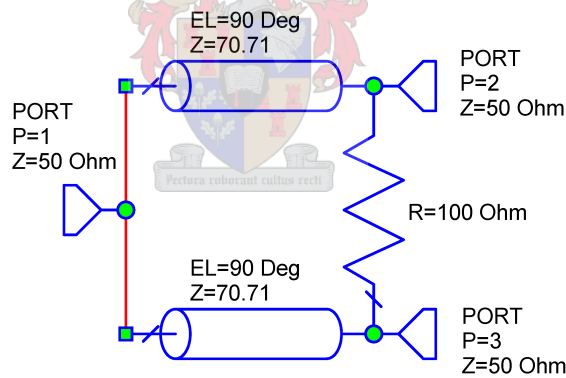 EL=90 Deg
Z=70.71
PORT
P=2
Z=50 Ohm
PORT
P=1
Z=50 Ohm
Pectora roborant cultus recti
R=100 Ohm
EL=90 Deg
Z=70.71
PORT
P=3
Z=50 Ohm